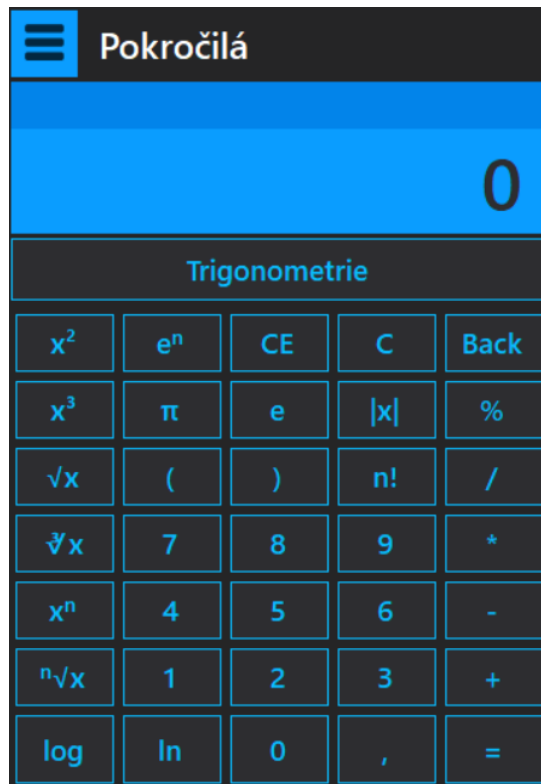 Pokročilá
0
Trigonometrie
x² eⁿ CE C Back
x³ π e |x| %
√x ( ) n! /
∛x 7 8 9 *
xⁿ 4 5 6 -
ⁿ√x 1 2 3 +
log ln 0 , =